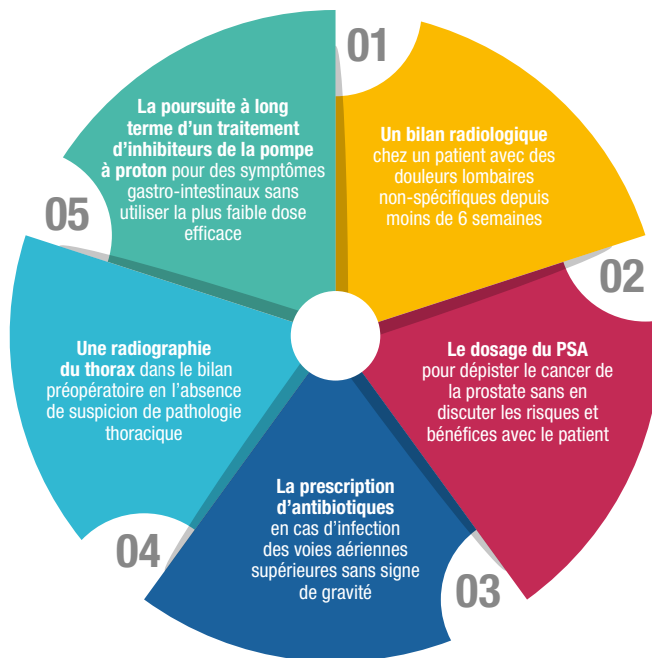 01
Un bilan radiologique
chez un patient avec des
douleurs lombaires
non-spécifiques depuis
moins de 6 semaines
02
Le dosage du PSA
pour dépister le cancer de
la prostate sans en
discuter les risques et
bénéfices avec le patient
03
La prescription
d’antibiotiques
en cas d’infection
des voies aériennes
supérieures sans signe
de gravité
04
Une radiographie
du thorax dans le bilan
préopératoire en l’absence
de suspicion de pathologie
thoracique
05
La poursuite à long
terme d’un traitement
d’inhibiteurs de la pompe
à proton pour des symptômes
gastro-intestinaux sans
utiliser la plus faible dose
efficace